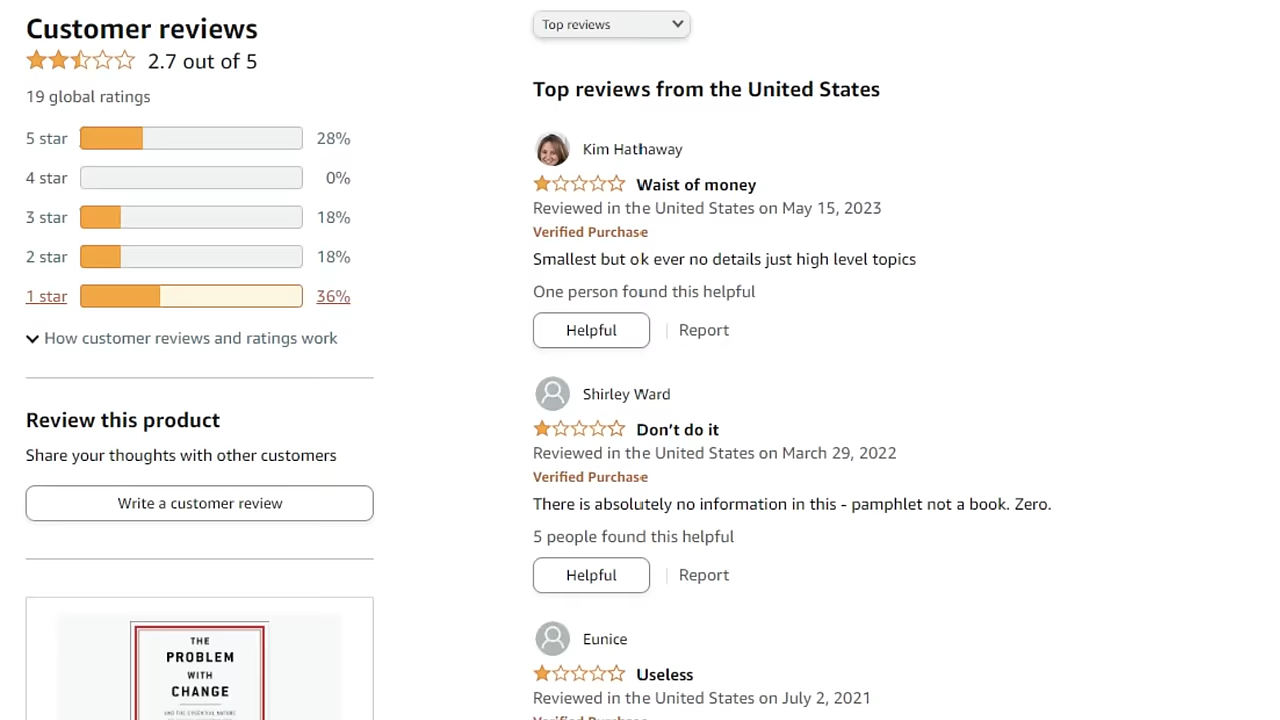 Customer reviews
2.7 out of 5
19 global ratings
5 star 28%
4 star 0%
3 star 18%
2 star 18%
1 star 36%
How customer reviews and ratings work
Review this product
Share your thoughts with other customers
Write a customer review
THE
PROBLEM
WITH
CHANGE
AND THE ESSENTIAL NATURE
Top reviews
Top reviews from the United States
Kim Hathaway
Waist of money
Reviewed in the United States on May 15, 2023
Verified Purchase
Smallest but ok ever no details just high level topics
One person found this helpful
Helpful | Report
Shirley Ward
Don’t do it
Reviewed in the United States on March 29, 2022
Verified Purchase
There is absolutely no information in this - pamphlet not a book. Zero.
5 people found this helpful
Helpful | Report
Eunice
Useless
Reviewed in the United States on July 2, 2021
Verified Purchase